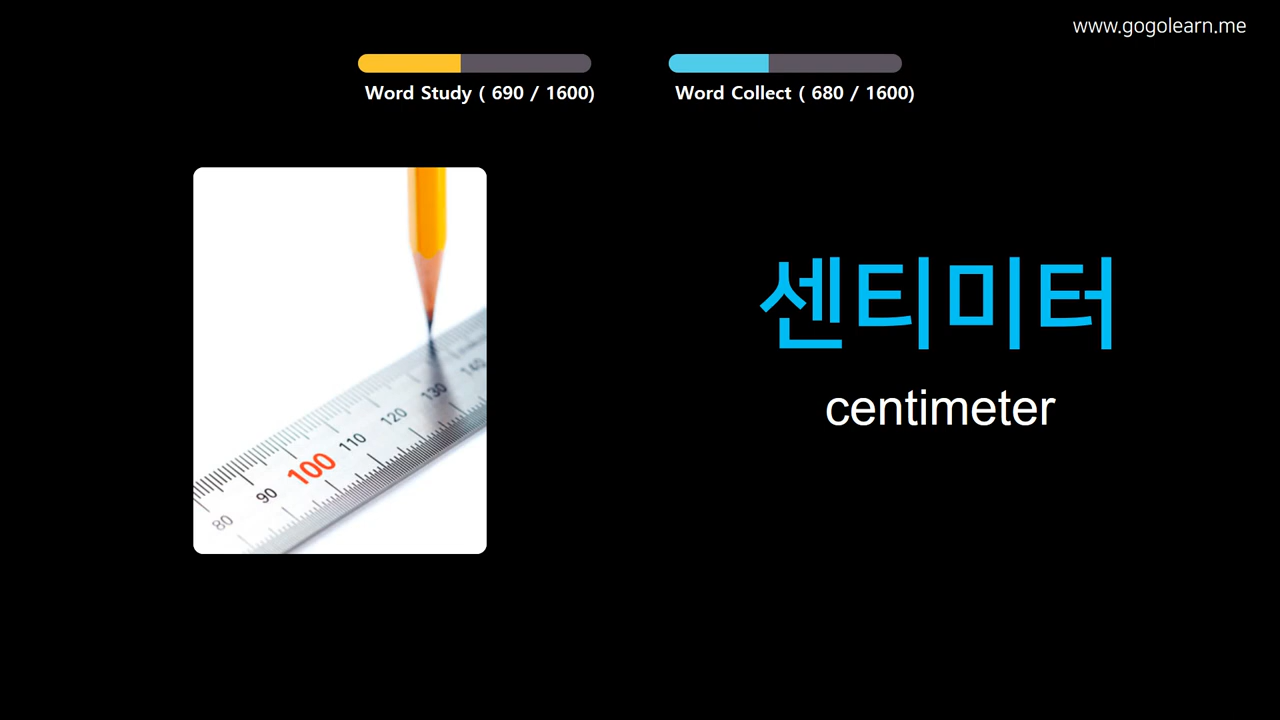 www.gogolearn.me
Word Study ( 690 / 1600)
Word Collect ( 680 / 1600)
센티미터
centimeter
80
90
100
110
120
130
140